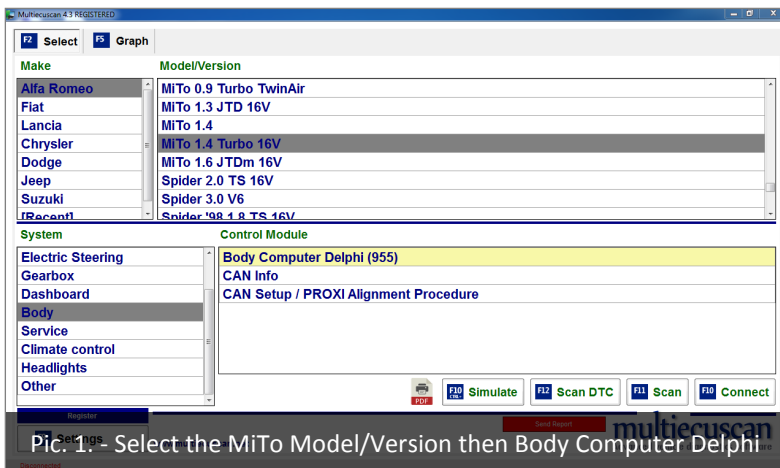 Multiecuscan 4.3 REGISTERED
F2 Select F5 Graph
Make Model/Version
Alfa Romeo
Fiat
Lancia
Chrysler
Dodge
Jeep
Suzuki
[Recent]
MiTo 0.9 Turbo TwinAir
MiTo 1.3 JTD 16V
MiTo 1.4
MiTo 1.4 Turbo 16V
MiTo 1.6 JTDm 16V
Spider 2.0 TS 16V
Spider 3.0 V6
Spider '98 1.8 TS 16V
System Control Module
Electric Steering
Gearbox
Dashboard
Body
Service
Climate control
Headlights
Other
Body Computer Delphi (955)
CAN Info
CAN Setup / PROXI Alignment Procedure
PDF F10 CTRL+ Simulate F12 Scan DTC F11 Scan F10 Connect
Register
Send Report
Settings
multiecuscan
Pic. 1. - Select the MiTo Model/Version then Body Computer Delphi
Disconnected